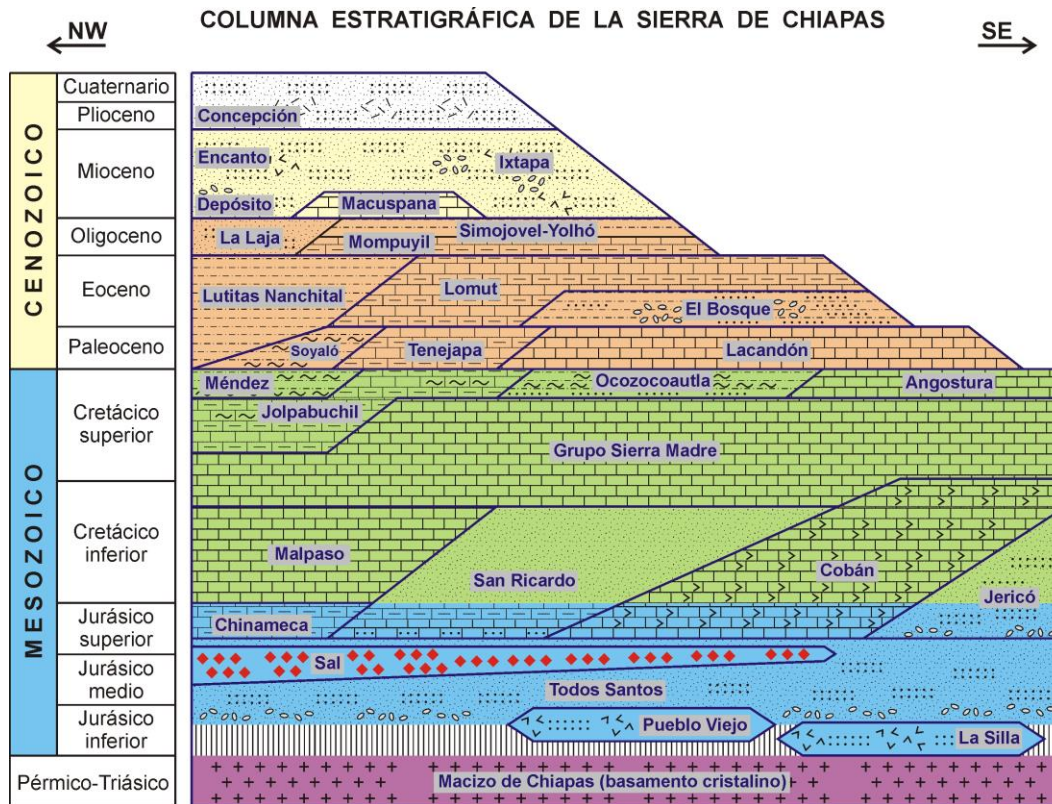 COLUMNA ESTRATIGRÁFICA DE LA SIERRA DE CHIAPAS
NW
SE
CENOZOICO
MESOZOICO
Cuaternario
Plioceno
Concepción
Mioceno
Encanto
Ixtapa
Depósito
Macuspana
Oligoceno
La Laja
Mompuyil
Simojovel-Yolhó
Eoceno
Lutitas Nanchital
Lomut
El Bosque
Paleoceno
Soyaló
Tenejapa
Lacandón
Cretácico
superior
Méndez
Ocozocoautla
Angostura
Jolpabuchil
Grupo Sierra Madre
Cretácico
inferior
Malpaso
San Ricardo
Cobán
Jericó
Jurásico
superior
Chinameca
Jurásico
medio
Sal
Todos Santos
Jurásico
inferior
Pueblo Viejo
La Silla
Pérmico-Triásico
Macizo de Chiapas (basamento cristalino)